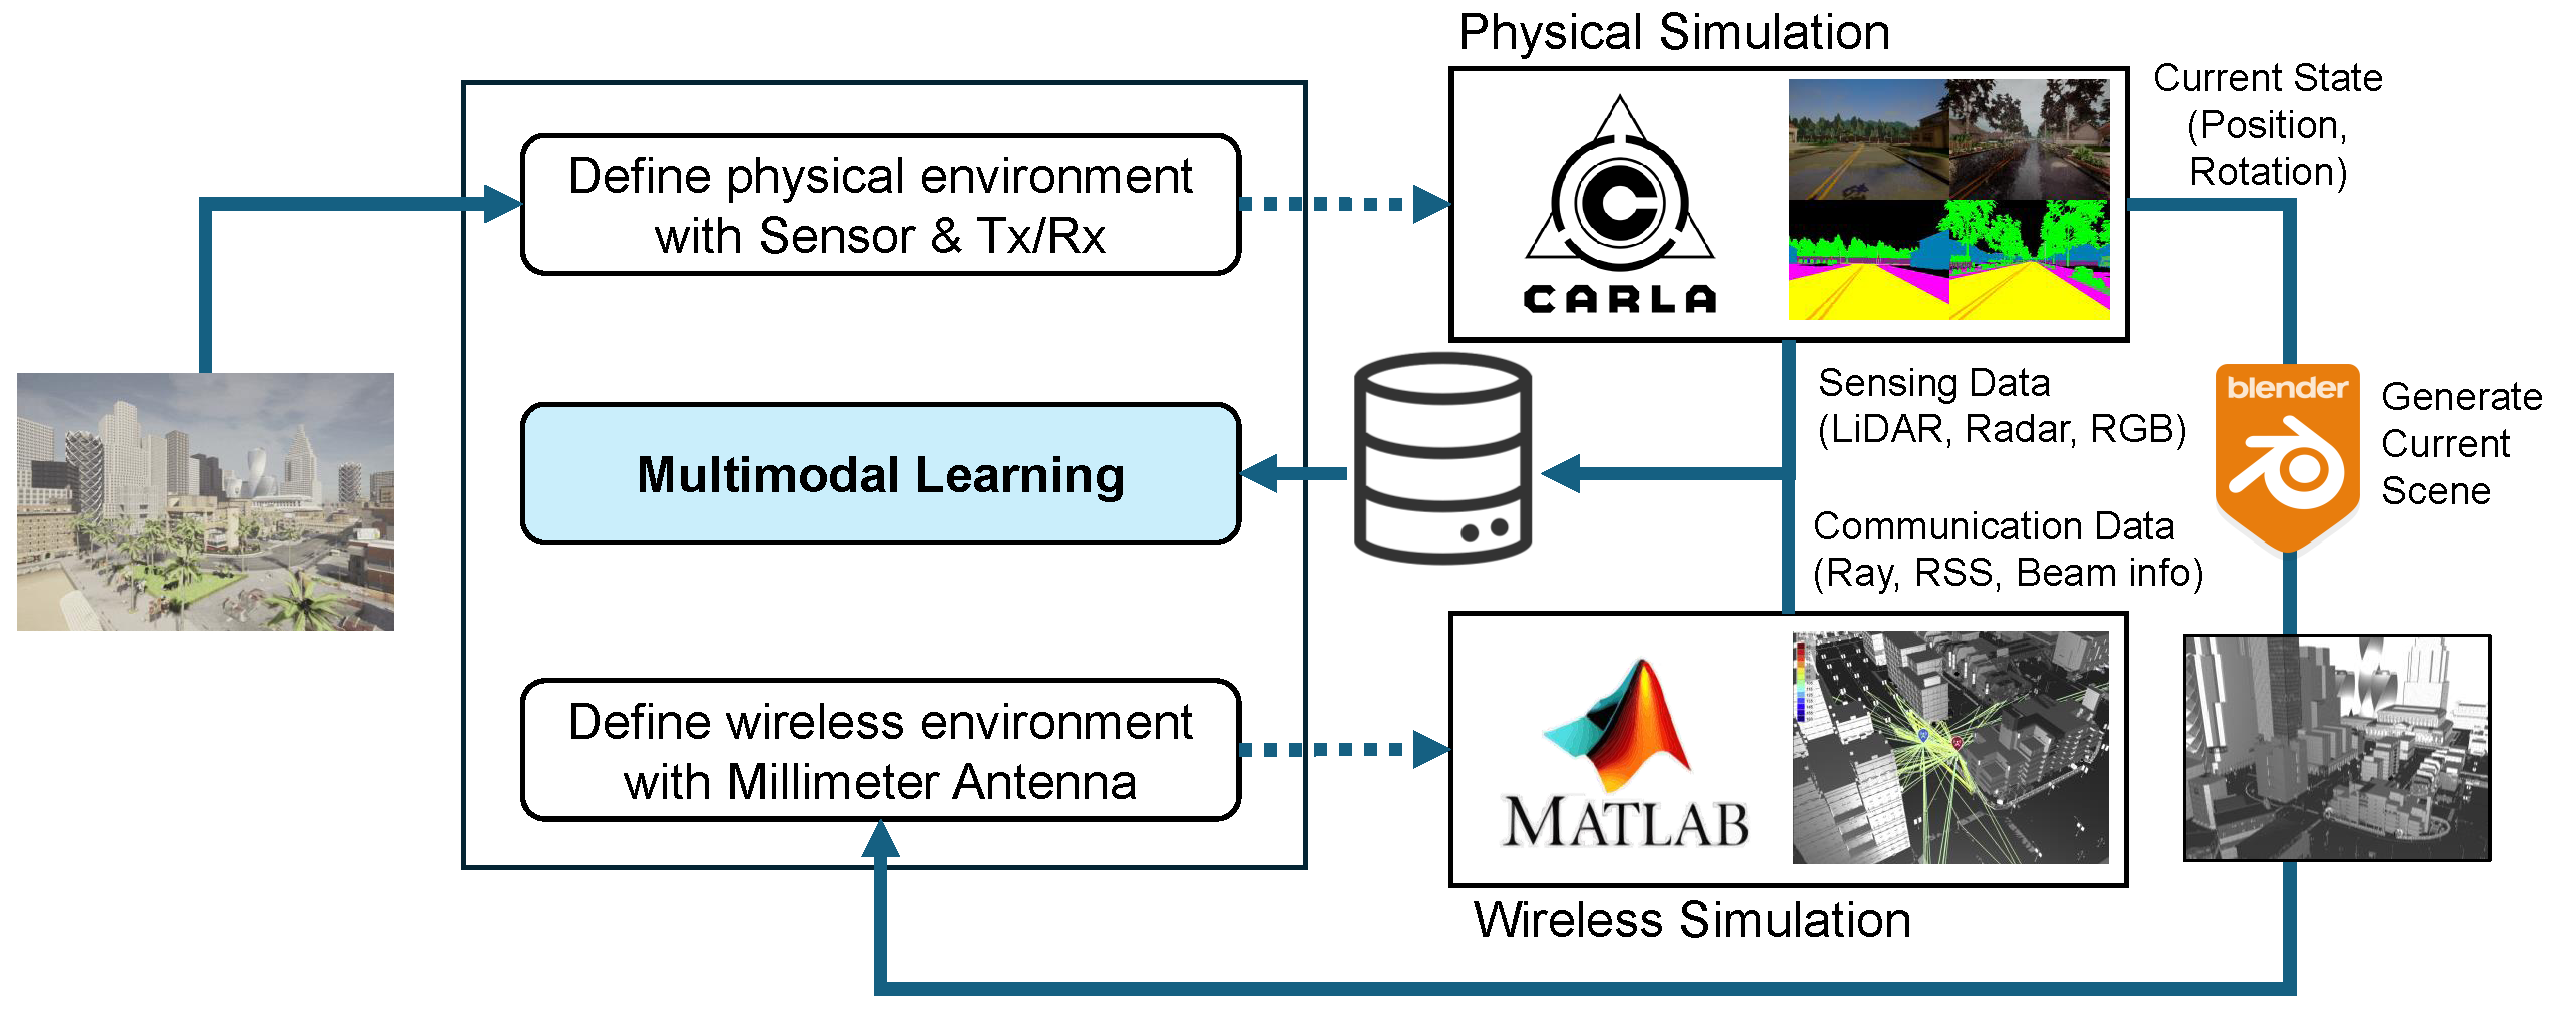 Physical Simulation
Define physical environment
with Sensor & Tx/Rx
CARLA
Current State
(Position,
Rotation)
Multimodal Learning
Sensing Data
(LiDAR, Radar, RGB)
blender
Generate
Current
Scene
Communication Data
(Ray, RSS, Beam info)
Define wireless environment
with Millimeter Antenna
MATLAB
Wireless Simulation